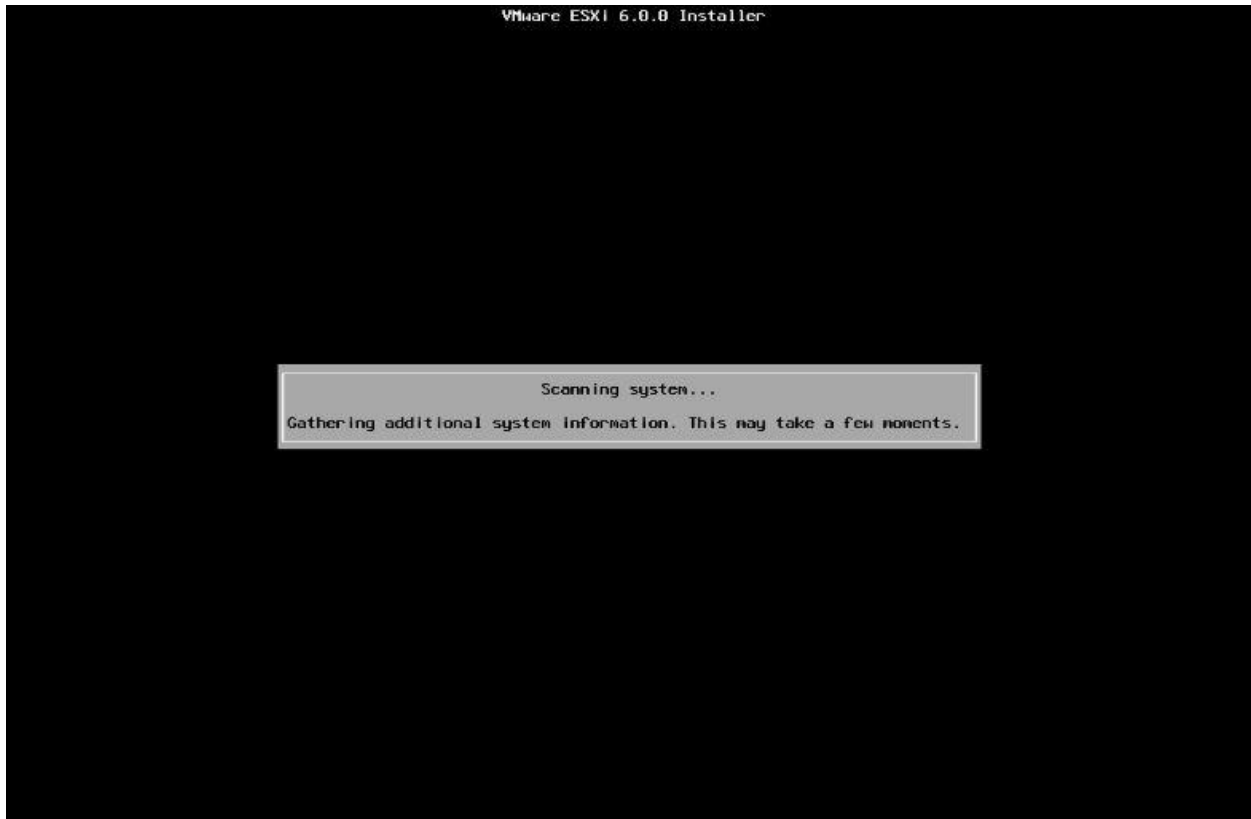 VMware ESXi 6.0.0 Installer
Scanning system...
Gathering additional system information. This may take a few moments.